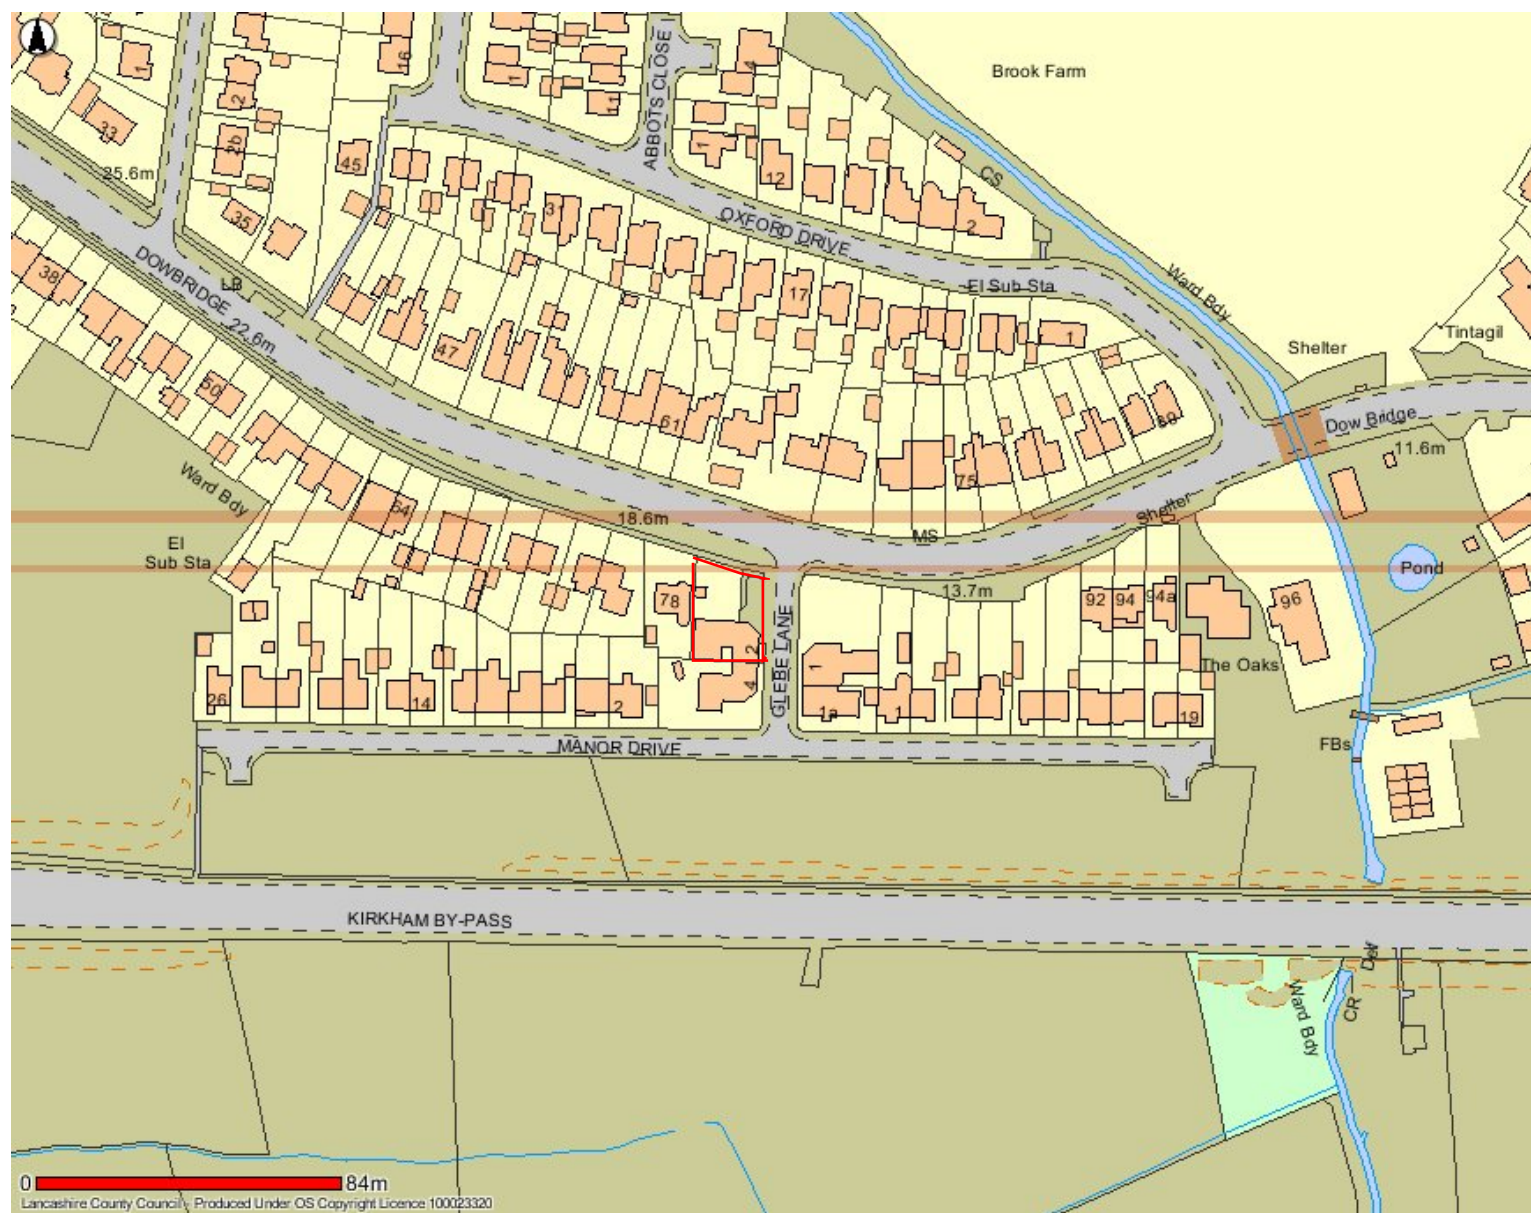 Brook Farm
ABBOTS CLOSE
1
16
1
4
33
2
11
2b
1
45
12
CS
25.6m
35
31
OXFORD DRIVE
2
DOWBRIDGE
38
LB
Ward Bdy
El Sub Sta
17
22.6m
1
Shelter
Tintagil
47
50
61
69
Dow Bridge
11.6m
Ward Bdy
75
64
18.6m
Shelter
MS
El
Sub Sta
Pond
78
13.7m
92
94
94a
96
GLEBE LANE
2
1
The Oaks
4
26
14
2
1a
1
19
MANOR DRIVE
FBs
KIRKHAM BY-PASS
Def
Ward Bdy
CR
0
84m
Lancashire County Council - Produced Under OS Copyright Licence 100023320